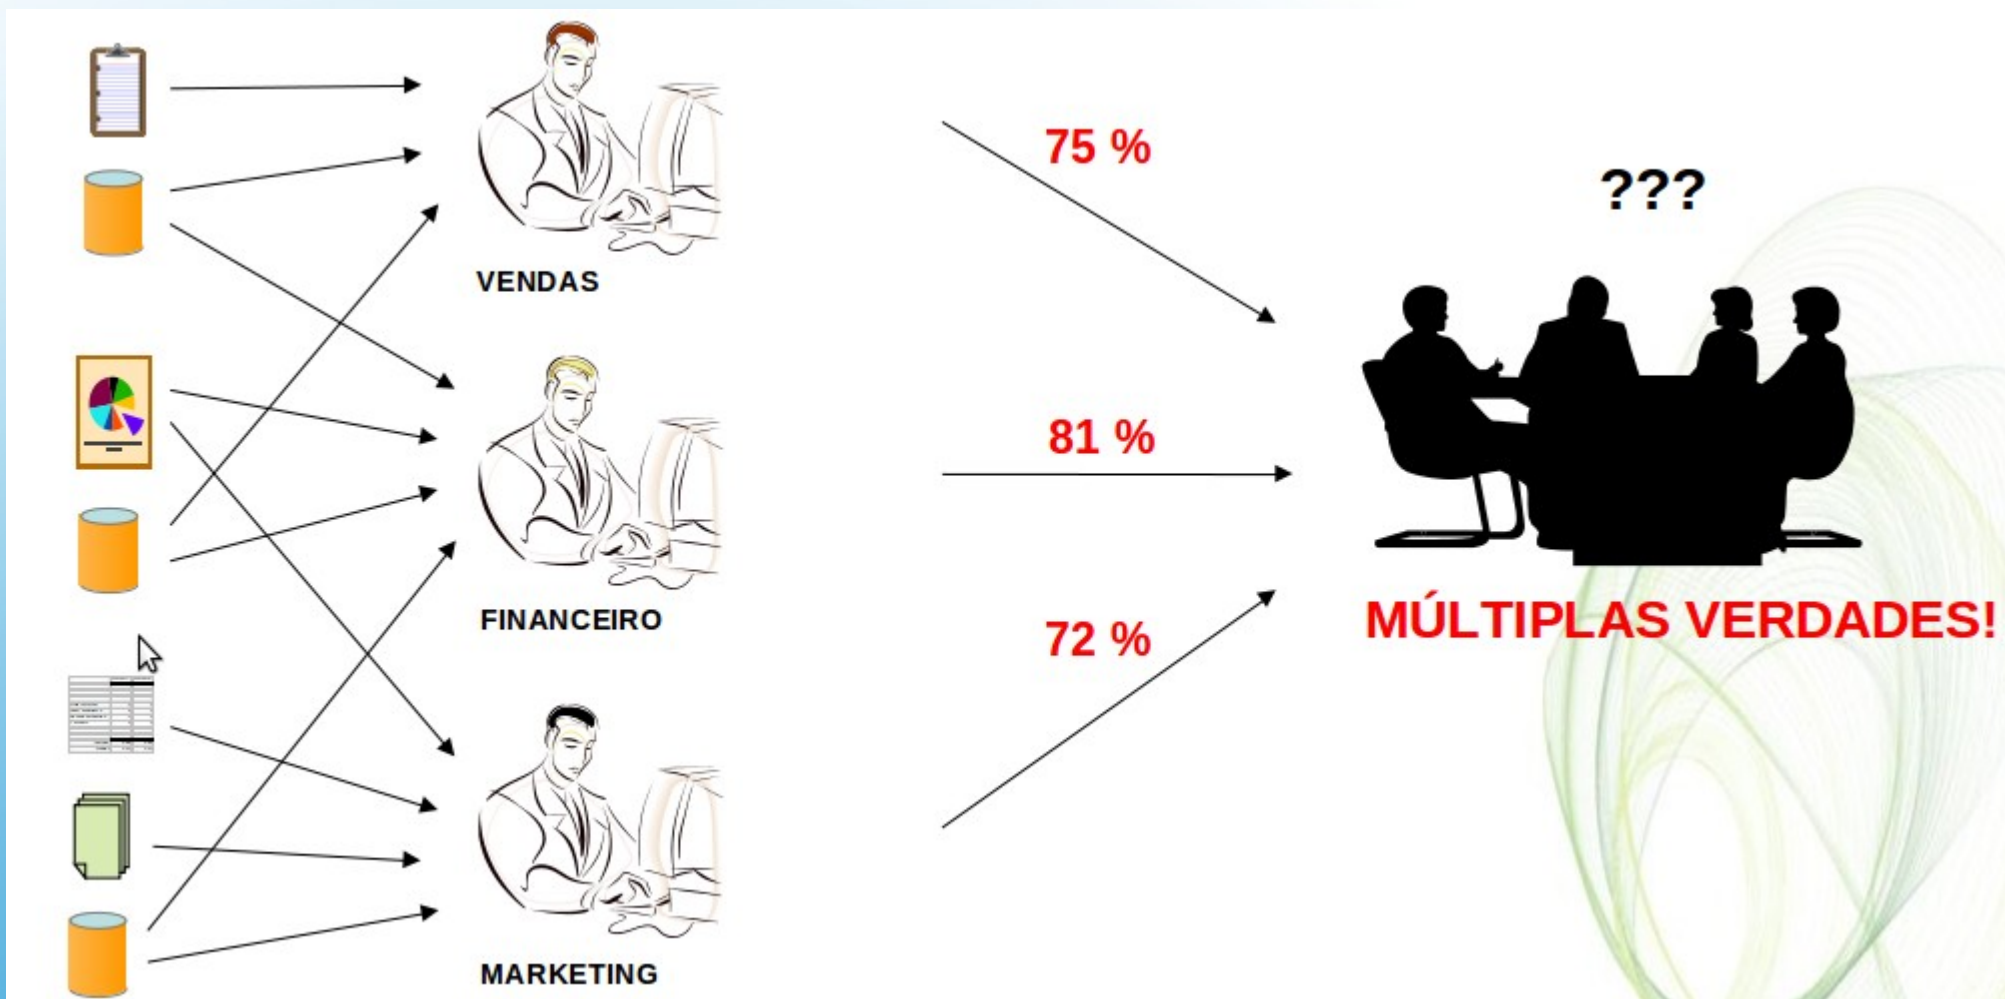 75 %
???
VENDAS
81 %
FINANCEIRO
MÚLTIPLAS VERDADES!
72 %
MARKETING